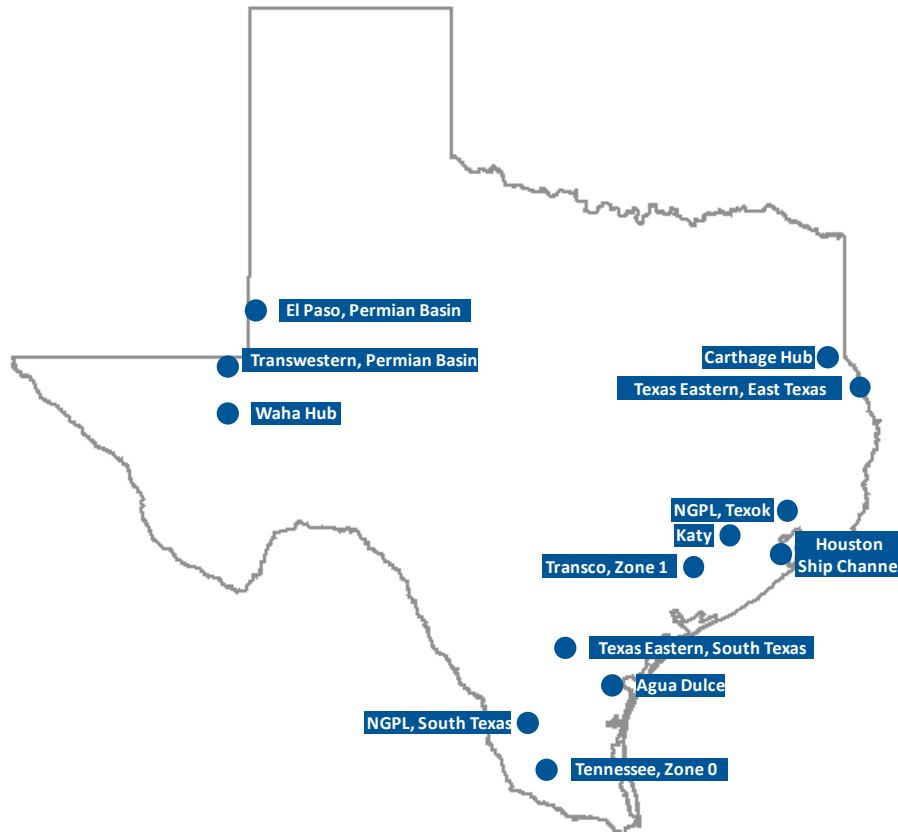 El Paso, Permian Basin
Transwestern, Permian Basin
Waha Hub
Carthage Hub
Texas Eastern, East Texas
NGPL, Texok
Katy
Houston
Ship Channe
Transco, Zone 1
Texas Eastern, South Texas
Agua Dulce
NGPL, South Texas
Tennessee, Zone 0